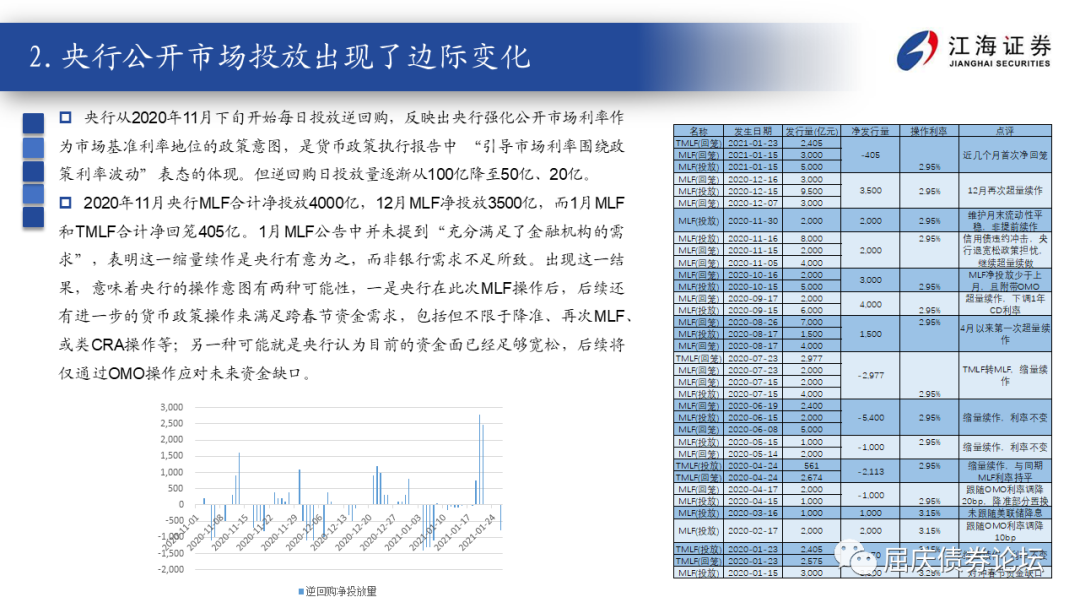 2. 央行公开市场投放出现了边际变化
江海证券
JIANGHAI SECURITIES
央行从2020年11月下旬开始每日投放逆回购，反映出央行强化公开市场利率作
为市场基准利率地位的政策意图，是货币政策执行报告中 “引导市场利率围绕政
策利率波动” 表态的体现。但逆回购日投放量逐渐从100亿降至50亿、20亿。
2020年11月央行MLF合计净投放4000亿，12月MLF净投放3500亿，而1月MLF
和TMLF合计净回笼405亿。1月MLF公告中并未提到“充分满足了金融机构的需
求”，表明这一缩量续作是央行有意为之，而非银行需求不足所致。出现这一结
果，意味着央行的操作意图有两种可能性，一是央行在此次MLF操作后，后续还
有进一步的货币政策操作来满足跨春节资金需求，包括但不限于降准、再次MLF、
或类CRA操作等；另一种可能就是央行认为目前的资金面已经足够宽松，后续将
仅通过OMO操作应对未来资金缺口。
3,000
2,500
2,000
1,500
1,000
500
0
-500
-1,000
-1,500
-2,000
2020-11-01
2020-11-08
2020-11-15
2020-11-22
2020-11-29
2020-12-06
2020-12-13
2020-12-20
2020-12-27
2021-01-03
2021-01-10
2021-01-17
2021-01-24
逆回购净投放量
名称 发生日期 发行量(亿元) 净发行量 操作利率 点评
TMLF(回笼) 2021-01-23 2,405
MLF(回笼) 2021-01-15 3,000 -405 近几个月首次净回笼
MLF(投放) 2021-01-15 5,000 2.95%
MLF(回笼) 2020-12-16 3,000
MLF(投放) 2020-12-15 9,500 3,500 2.95% 12月再次超量续作
MLF(回笼) 2020-12-07 3,000
MLF(投放) 2020-11-30 2,000 2,000 2.95% 维护月末流动性平
稳，非提前续作
MLF(投放) 2020-11-16 8,000 2.95% 信用债违约冲击，央
MLF(回笼) 2020-11-15 2,000 2,000 行退宽松政策担忧，
MLF(回笼) 2020-11-05 4,000 继续超量续做
MLF(回笼) 2020-10-16 2,000 3,000 MLF净投放少于上
MLF(投放) 2020-10-15 5,000 2.95% 月，且附带OMO
MLF(回笼) 2020-09-17 2,000 4,000 超量续作，下调1年
MLF(投放) 2020-09-15 6,000 2.95% CD利率
MLF(回笼) 2020-08-26 7,000 2.95%
MLF(投放) 2020-08-17 1,500 1,500 4月以来第一次超量续
MLF(回笼) 2020-08-17 4,000 作
TMLF(回笼) 2020-07-23 2,977
MLF(回笼) 2020-07-23 2,000 -2,977 TMLF转MLF，缩量续
MLF(回笼) 2020-07-15 2,000 作
MLF(投放) 2020-07-15 4,000 2.95%
MLF(回笼) 2020-06-19 2,400
MLF(投放) 2020-06-15 2,000 -5,400 2.95% 缩量续作，利率不变
MLF(回笼) 2020-06-08 5,000
MLF(投放) 2020-05-15 1,000 -1,000 2.95% 缩量续作，利率不变
MLF(回笼) 2020-05-14 2,000
TMLF(投放) 2020-04-24 561 -2,113 2.95% 缩量续作，与同期
TMLF(回笼) 2020-04-24 2,674 MLF利率持平
MLF(回笼) 2020-04-17 2,000 -1,000 跟随OMO利率调降
MLF(投放) 2020-04-15 1,000 2.95% 20bp，降准部分置换
MLF(投放) 2020-03-16 1,000 1,000 3.15% 未跟随美联储降息
MLF(投放) 2020-02-17 2,000 2,000 3.15% 跟随OMO利率调降
10bp
TMLF(投放) 2020-01-23 2,405
TMLF(回笼) 2020-01-23 2,575
MLF(投放) 2020-01-15 3,000 对冲春节资金缺口
屈庆债券论坛